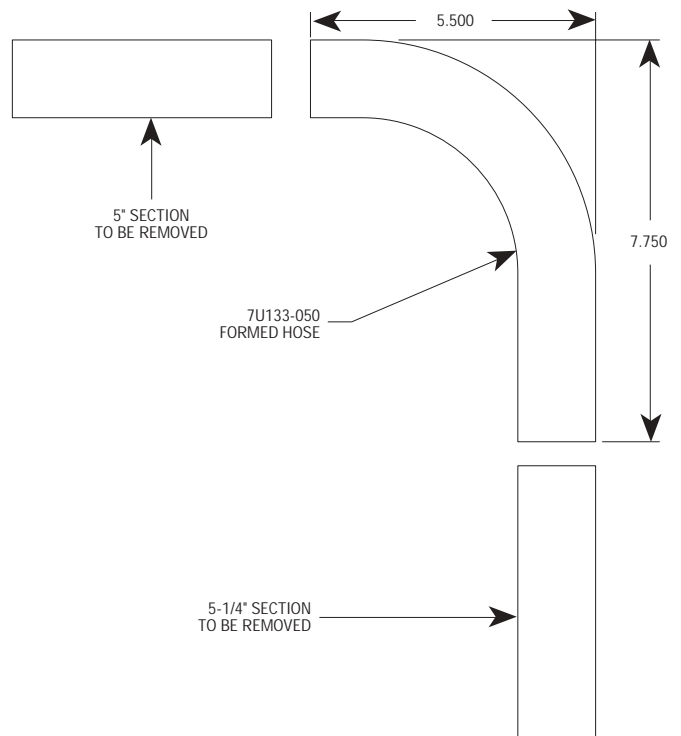 5.500
5" SECTION
TO BE REMOVED
7.750
7U133-050
FORMED HOSE
5-1/4" SECTION
TO BE REMOVED